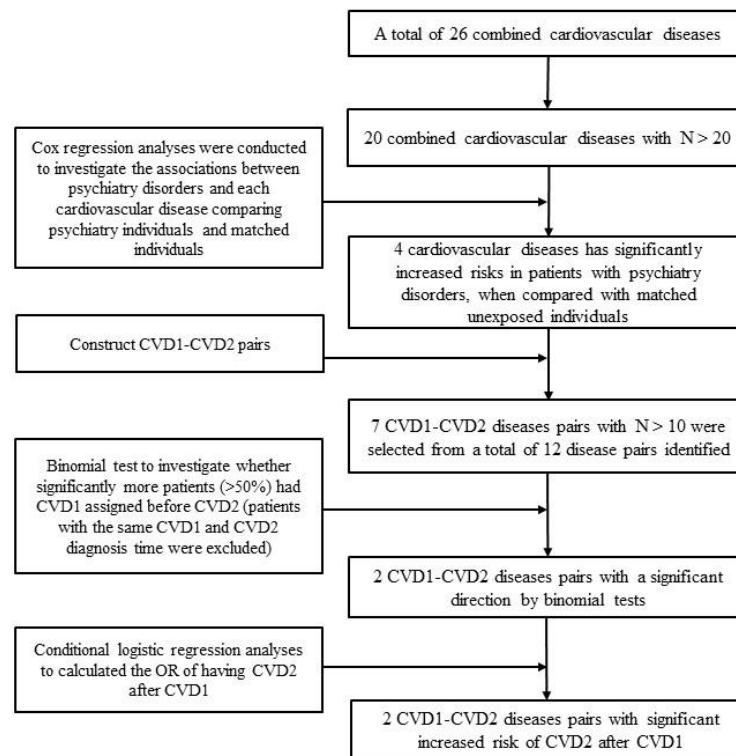 A total of 26 combined cardiovascular diseases
20 combined cardiovascular diseases with N > 20
Cox regression analyses were conducted
to investigate the associations between
psychiatry disorders and each
cardiovascular disease comparing
psychiatry individuals and matched
individuals
4 cardiovascular diseases has significantly
increased risks in patients with psychiatry
disorders, when compared with matched
unexposed individuals
Construct CVD1-CVD2 pairs
7 CVD1-CVD2 diseases pairs with N > 10 were
selected from a total of 12 disease pairs identified
Binomial test to investigate whether
significantly more patients (>50%) had
CVD1 assigned before CVD2 (patients
with the same CVD1 and CVD2
diagnosis time were excluded)
2 CVD1-CVD2 diseases pairs with a significant
direction by binomial tests
Conditional logistic regression analyses
to calculated the OR of having CVD2
after CVD1
2 CVD1-CVD2 diseases pairs with significant
increased risk of CVD2 after CVD1